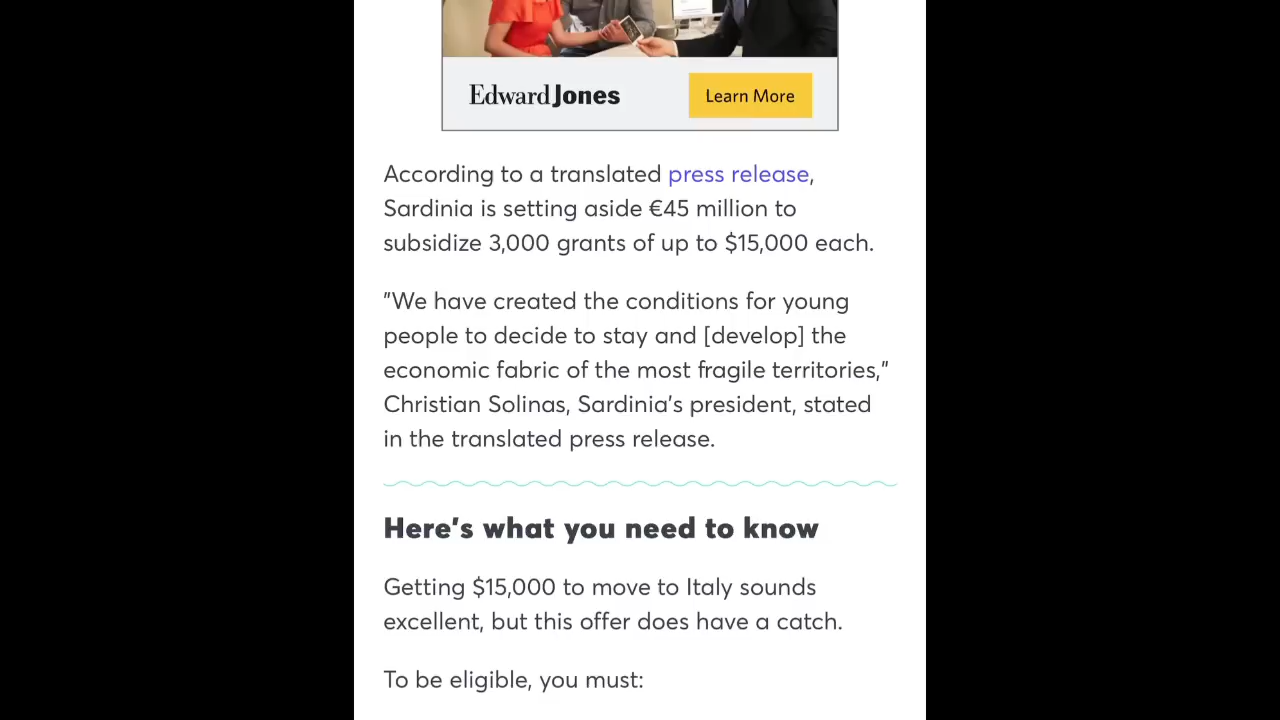 Edward Jones
Learn More
According to a translated press release,
Sardinia is setting aside €45 million to
subsidize 3,000 grants of up to $15,000 each.
"We have created the conditions for young
people to decide to stay and [develop] the
economic fabric of the most fragile territories,"
Christian Solinas, Sardinia's president, stated
in the translated press release.
Here's what you need to know
Getting $15,000 to move to Italy sounds
excellent, but this offer does have a catch.
To be eligible, you must: